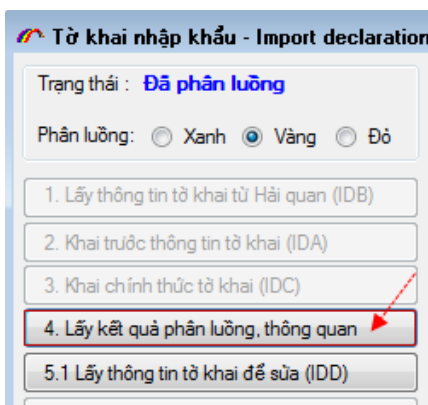 Tờ khai nhập khẩu - Import declaration
Trạng thái : Đã phân luồng
Phân luồng: Xanh Vàng Đỏ
1. Lấy thông tin tờ khai từ Hải quan (IDB)
2. Khai trước thông tin tờ khai (IDA)
3. Khai chính thức tờ khai (IDC)
4. Lấy kết quả phân luồng, thông quan
5.1 Lấy thông tin tờ khai để sửa (IDD)